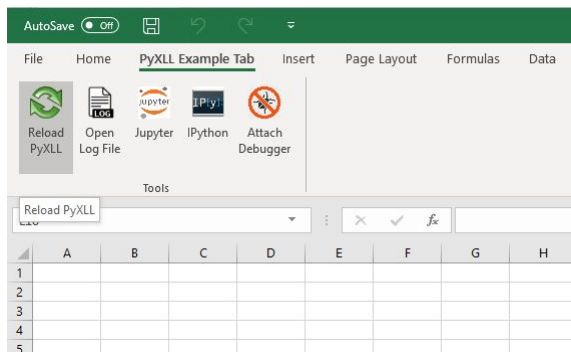 AutoSave Off
File Home PyXLL Example Tab Insert Page Layout Formulas Data
LOG jupyter IP[y]:
Reload PyXLL Open Log File Jupyter IPython Attach Debugger
Tools
Reload PyXLL
fx
A B C D E F G H
1
2
3
4
5